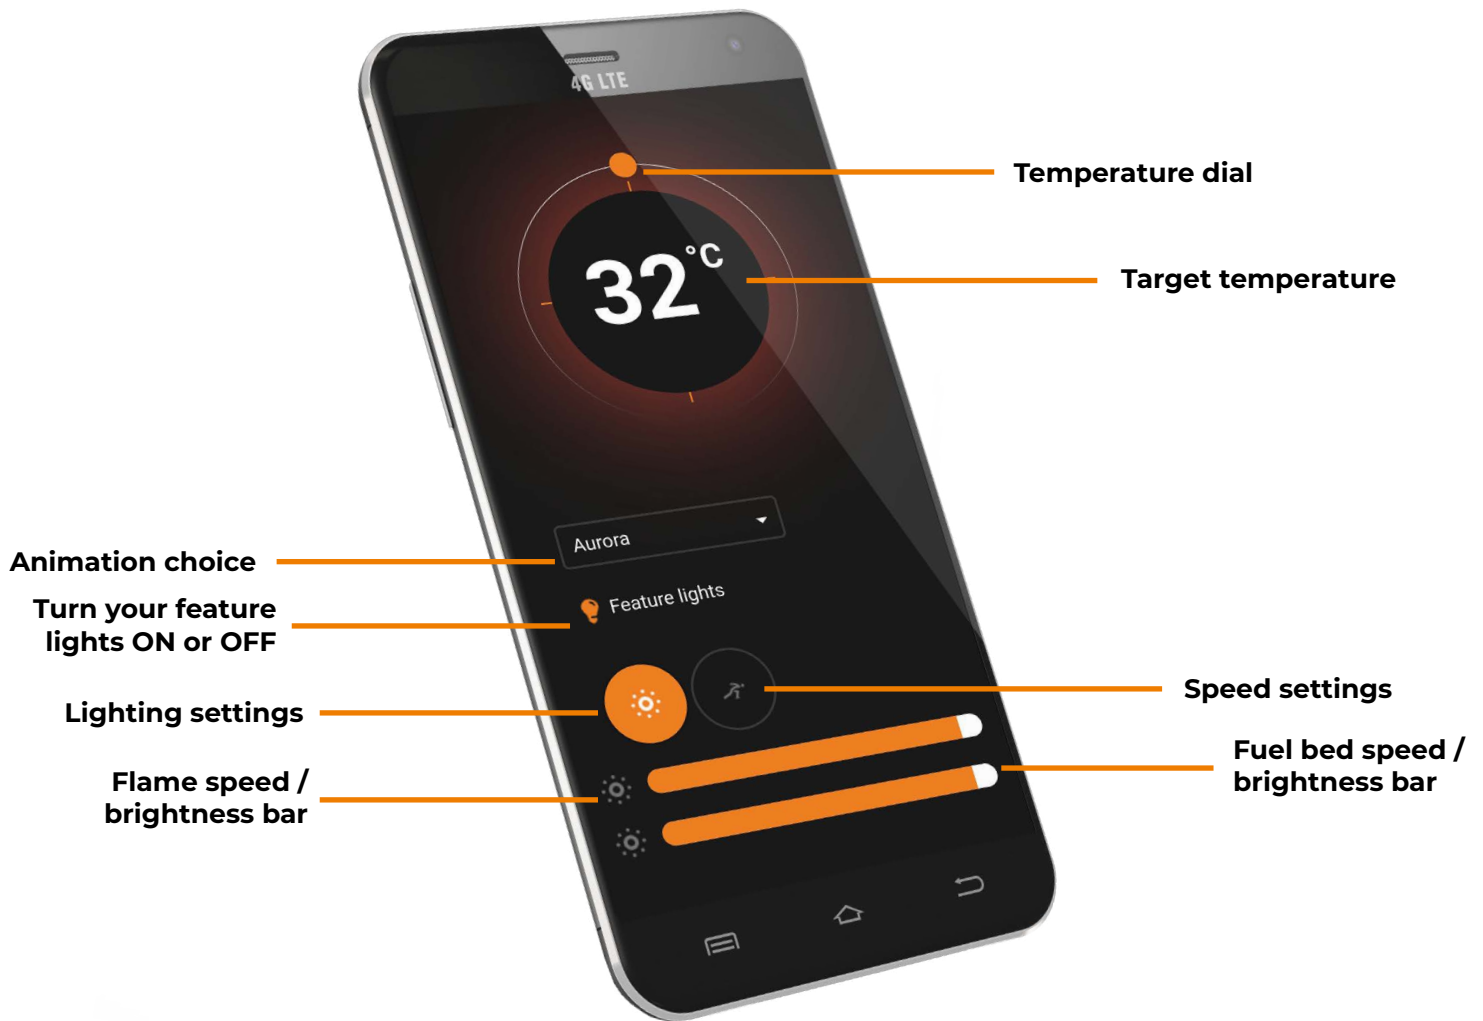 4G LTE
Temperature dial
32°C
Target temperature
Aurora
Animation choice
Feature lights
Turn your feature
lights ON or OFF
Speed settings
Lighting settings
Fuel bed speed /
brightness bar
Flame speed /
brightness bar